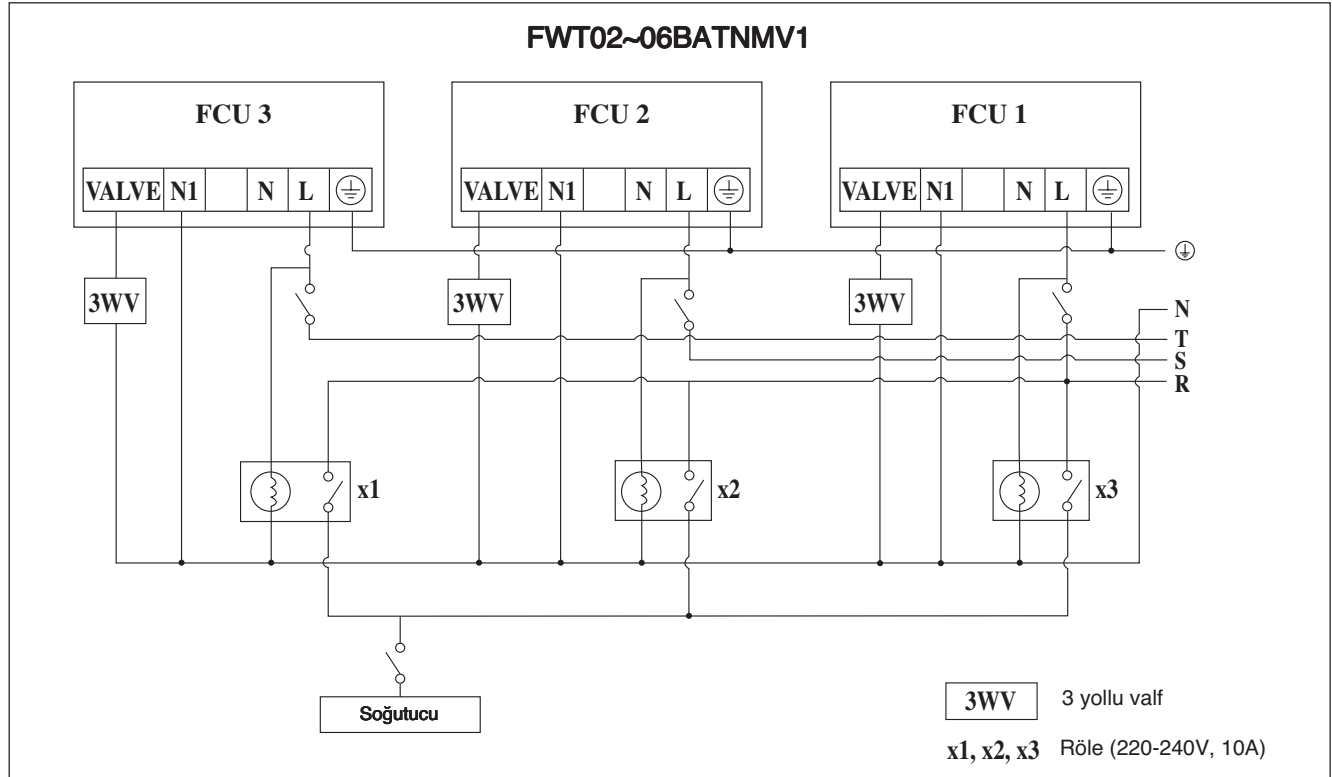 FWT02~06BATNMV1
FCU 3
FCU 2
FCU 1
VALVE N1 N L
VALVE N1 N L
VALVE N1 N L
3WV
3WV
3WV
N
T
S
R
x1
x2
x3
Soğutucu
3WV 3 yollu valf
x1, x2, x3 Röle (220-240V, 10A)